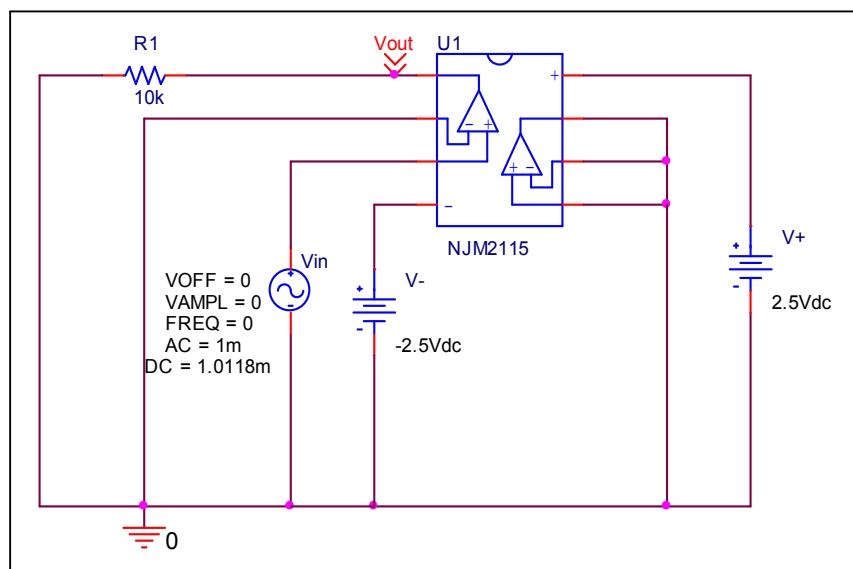 R1
10k
Vout
U1
+
-
+
+
-
-
NJM2115
Vin
+
-
VOFF = 0
VAMPL = 0
FREQ = 0
AC = 1m
DC = 1.0118m
V-
+
-
-2.5Vdc
V+
+
-
2.5Vdc
0